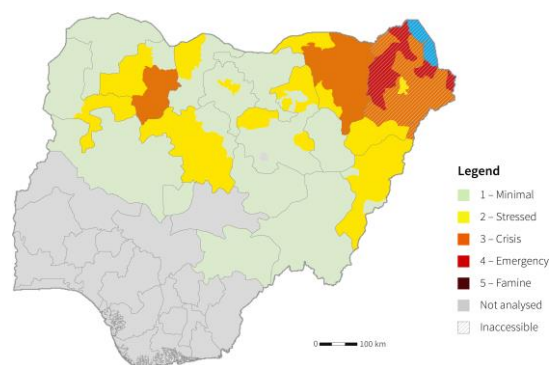 Legend
1 – Minimal
2 – Stressed
3 – Crisis
4 – Emergency
5 – Famine
Not analysed
Inaccessible
0 100 km